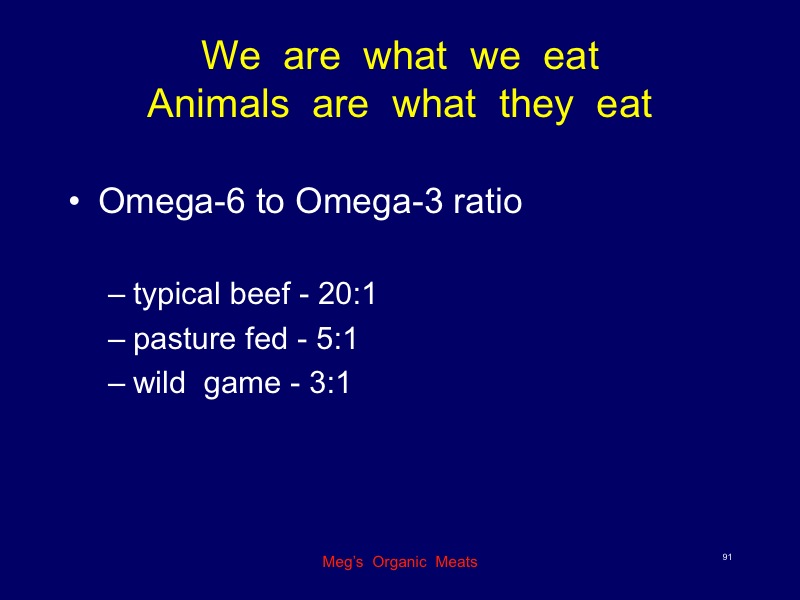 We are what we eat
Animals are what they eat
• Omega-6 to Omega-3 ratio
– typical beef - 20:1
– pasture fed - 5:1
– wild game - 3:1
Meg’s Organic Meats
91